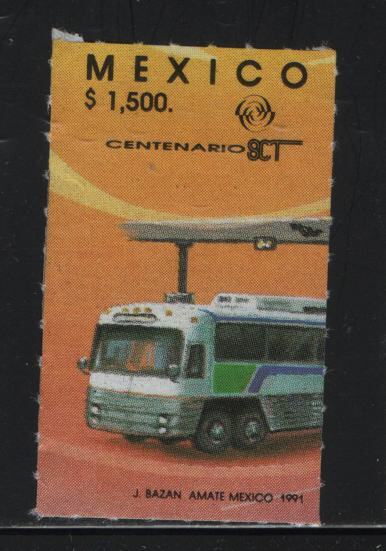 MEXICO
$ 1,500.
CENTENARIO SCT
J. BAZAN AMATE MEXICO 1991